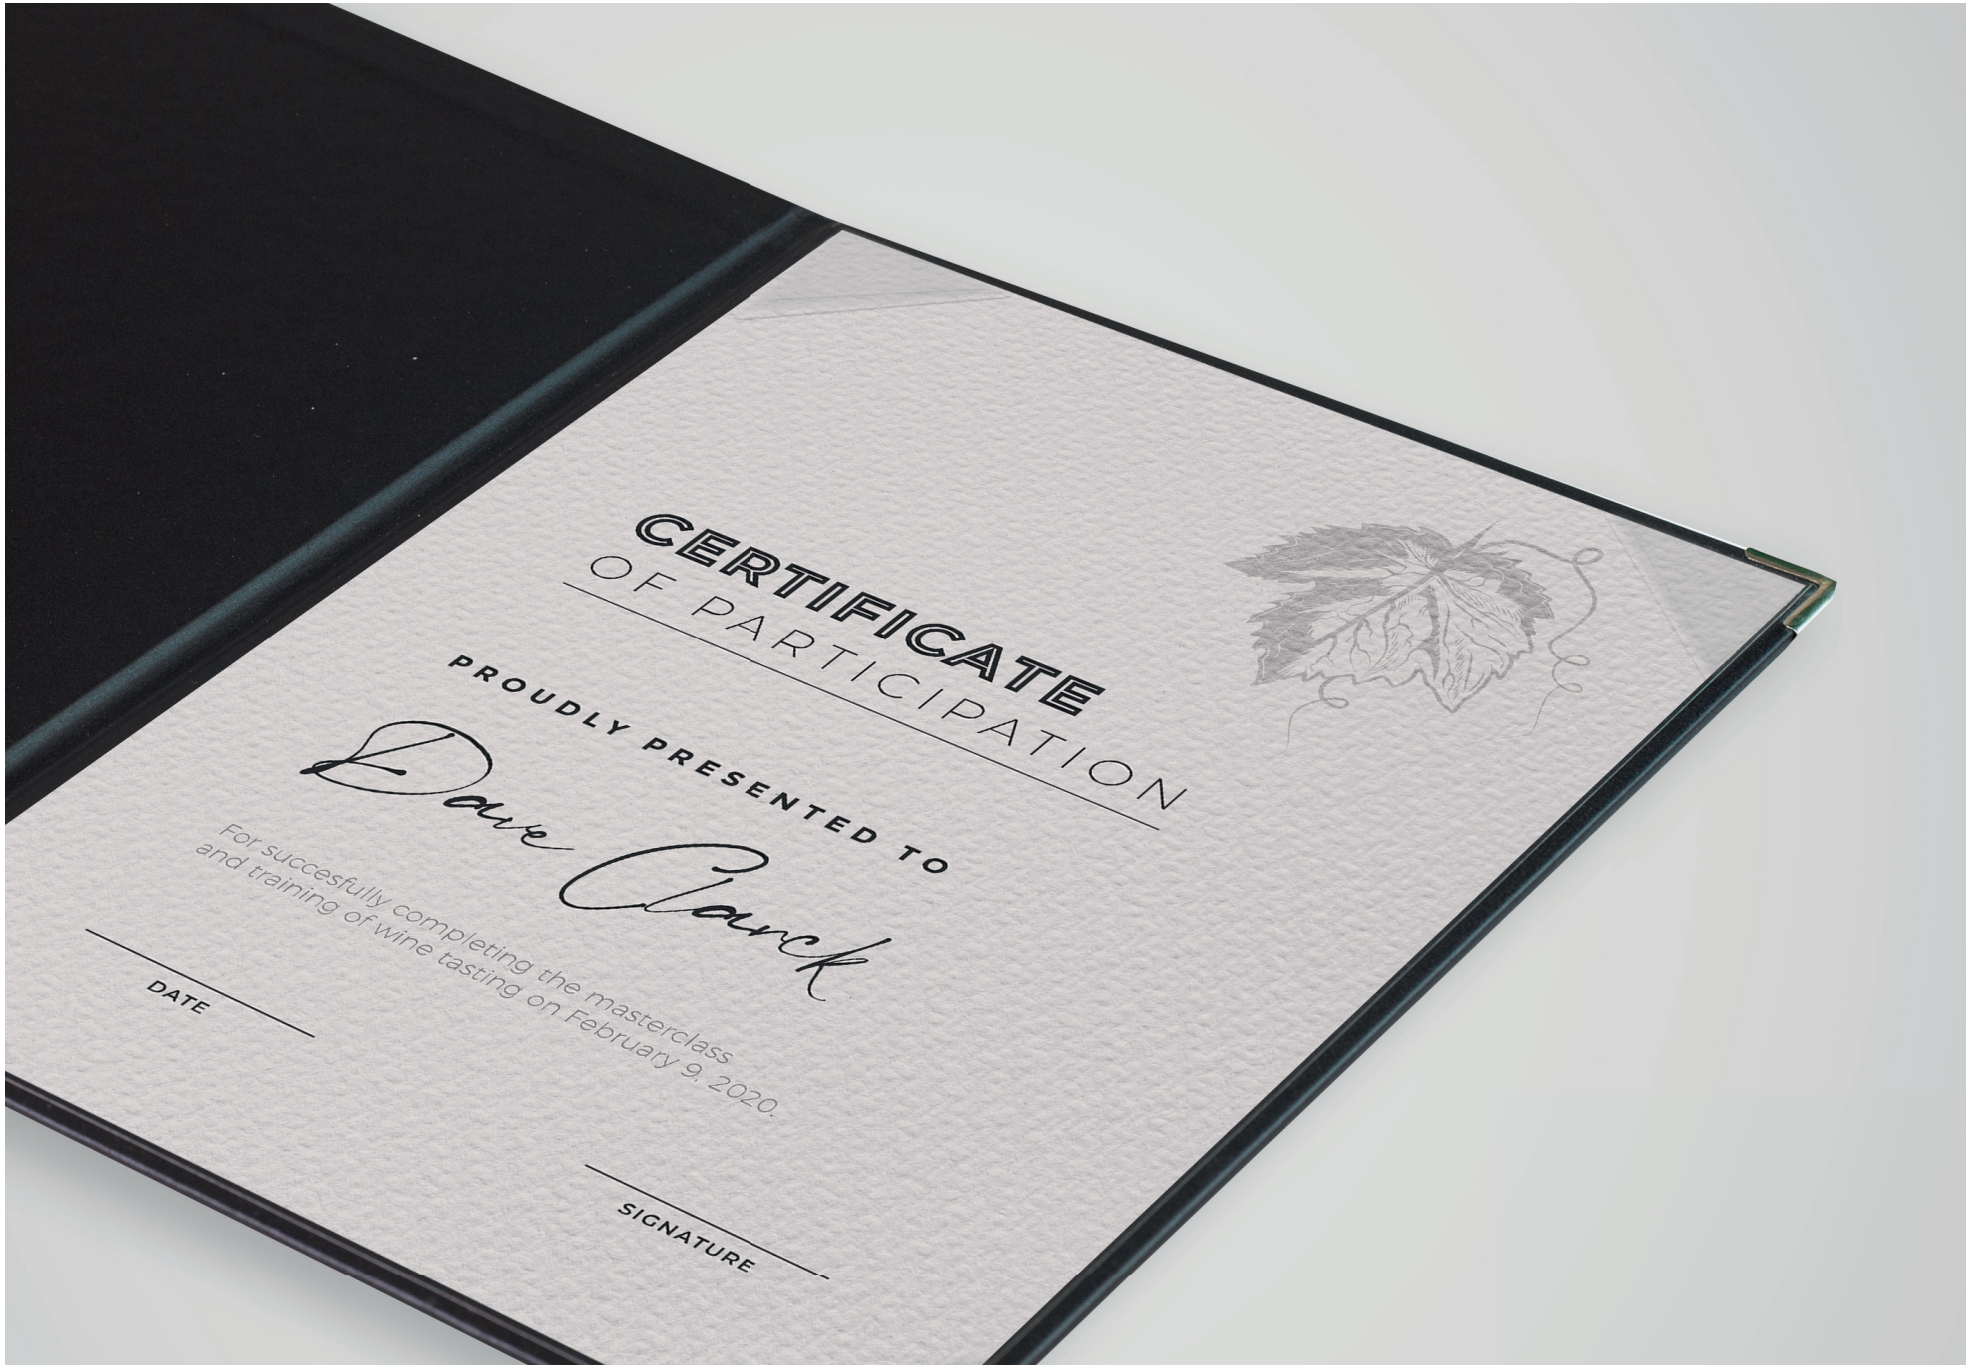 CERTIFICATE
OF PARTICIPATION
PROUDLY PRESENTED TO
Dave Clarck
For succesfully completing the masterclass
and training of wine tasting on February 9. 2020.
DATE
SIGNATURE